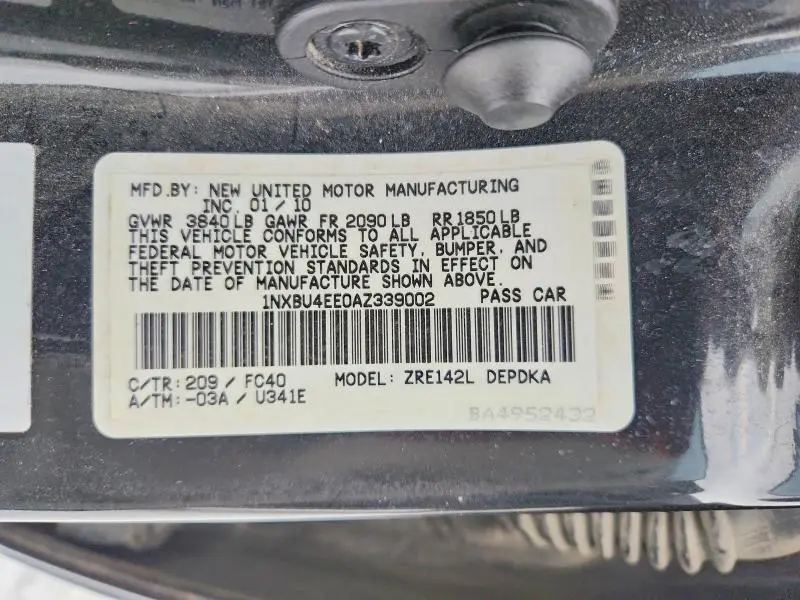 MFD.BY: NEW UNITED MOTOR MANUFACTURING
INC. 01/10
GVWR 3840 LB GAWR FR 2090 LB RR 1850 LB
THIS VEHICLE CONFORMS TO ALL APPLICABLE
FEDERAL MOTOR VEHICLE SAFETY, BUMPER, AND
THEFT PREVENTION STANDARDS IN EFFECT ON
THE DATE OF MANUFACTURE SHOWN ABOVE.
1NXBU4EE0AZ339002 PASS CAR
C/TR: 209 / FC40 MODEL: ZRE142L DEPDKA
A/TM: -03A / U341E
BA4952432